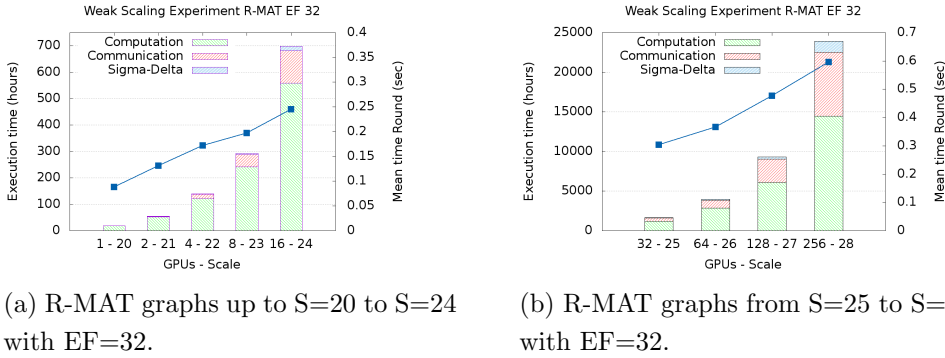 Weak Scaling Experiment R-MAT EF 32
Computation
Communication
Sigma-Delta
Execution time (hours)
700
600
500
400
300
200
100
0
0.4
0.35
0.3
0.25
0.2
0.15
0.1
0.05
0
Mean time Round (sec)
1 - 20 2 - 21 4 - 22 8 - 23 16 - 24
GPUs - Scale
(a) R-MAT graphs up to S=20 to S=24
with EF=32.
Weak Scaling Experiment R-MAT EF 32
Computation
Communication
Sigma-Delta
Execution time (hours)
25000
20000
15000
10000
5000
0
0.7
0.6
0.5
0.4
0.3
0.2
0.1
0
Mean time Round (sec)
32 - 25 64 - 26 128 - 27 256 - 28
GPUs - Scale
(b) R-MAT graphs from S=25 to S=
with EF=32.